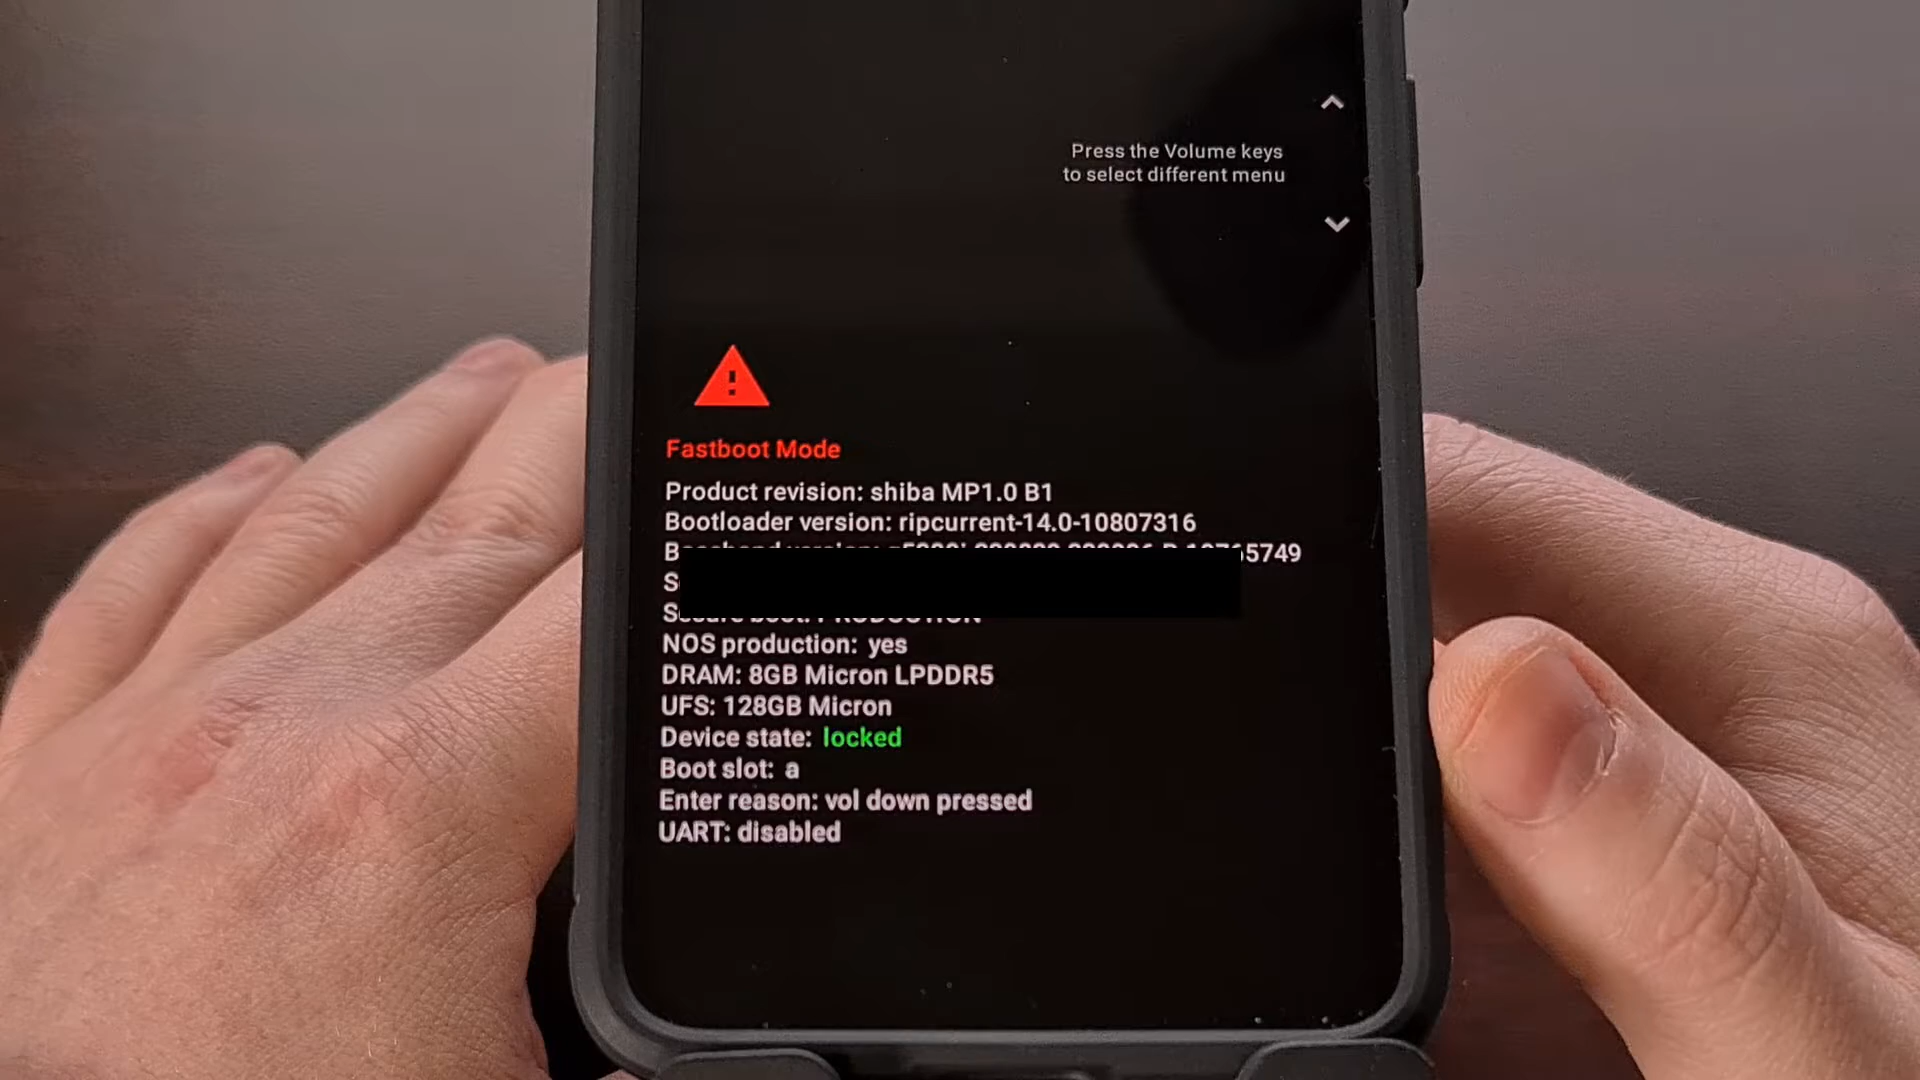 Press the Volume keys
to select different menu
Fastboot Mode
Product revision: shiba MP1.0 B1
Bootloader version: ripcurrent-14.0-10807316
5749
NOS production: yes
DRAM: 8GB Micron LPDDR5
UFS: 128GB Micron
Device state: locked
Boot slot: a
Enter reason: vol down pressed
UART: disabled